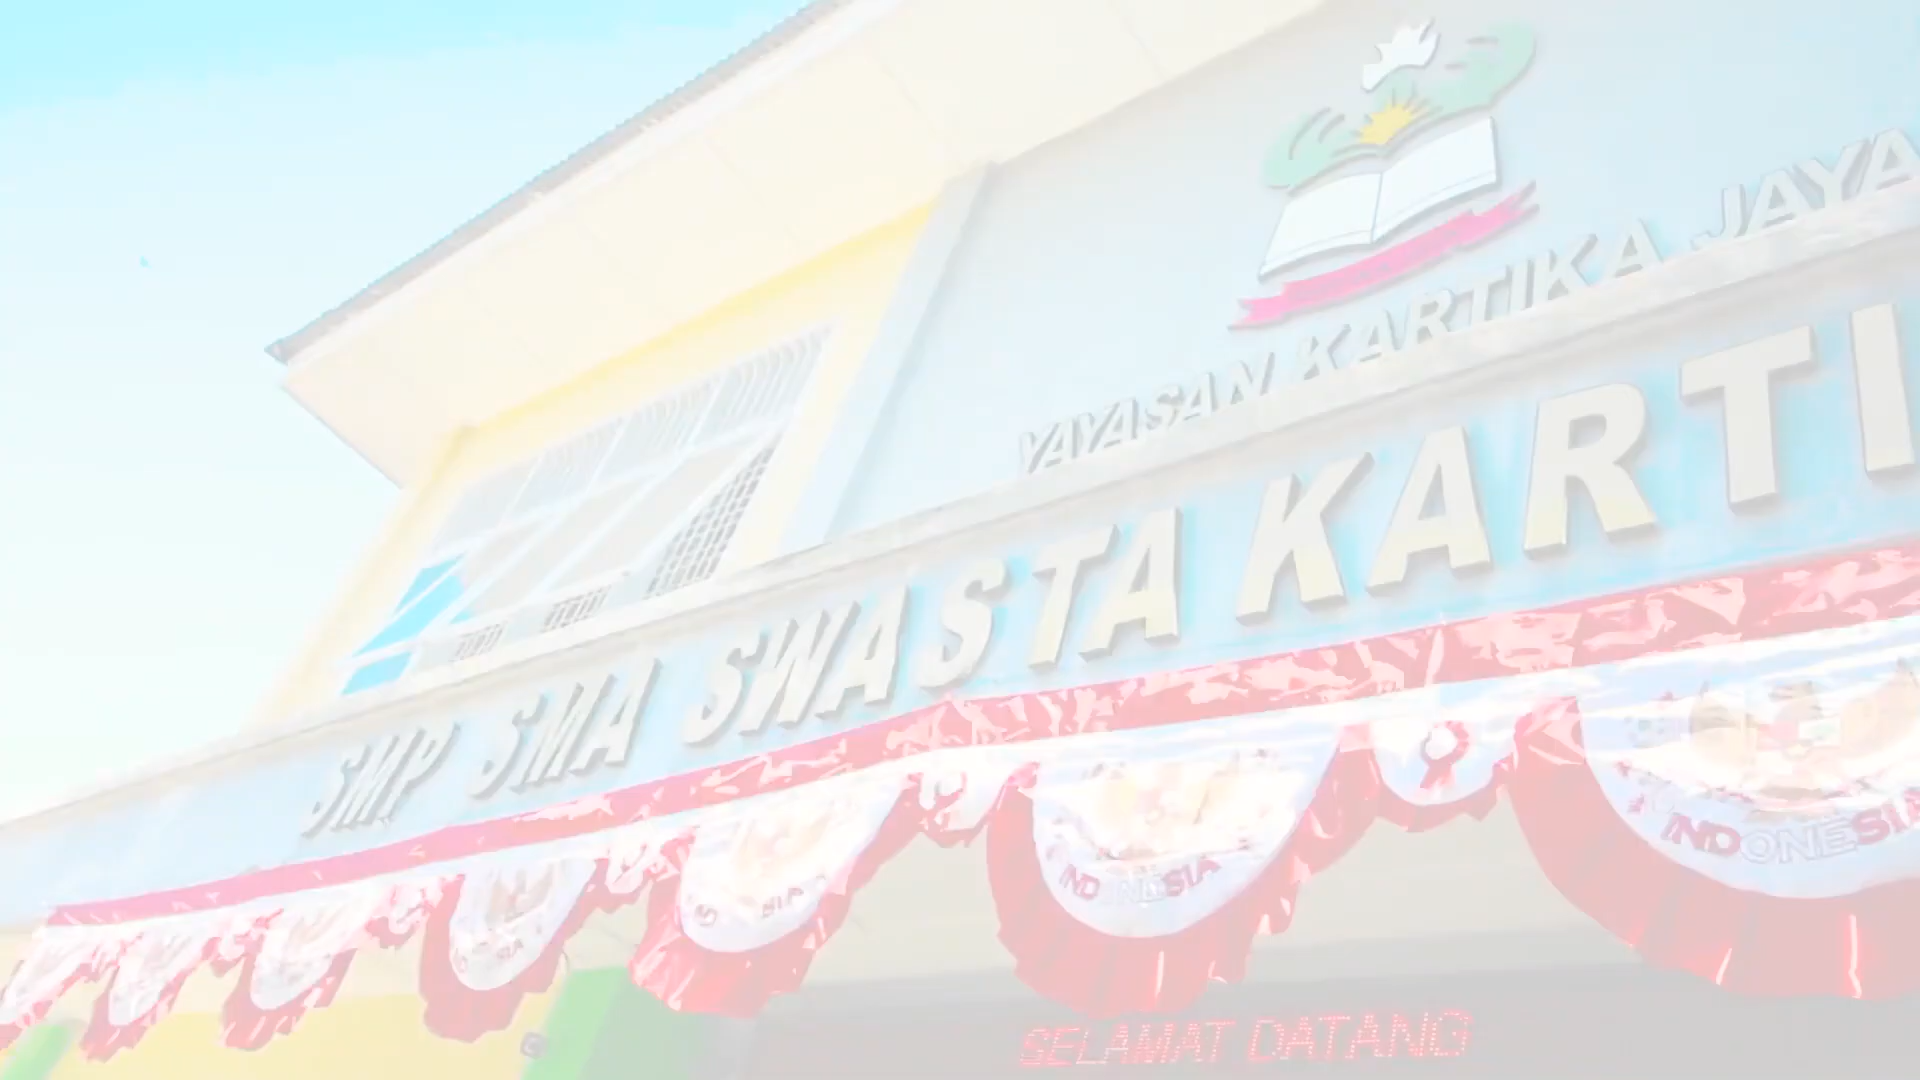 YAYASAN KARTIKA JAYA
SMP SMA SWASTA KARTI
INDONESIA
INDONESIA
SELAMAT DATANG